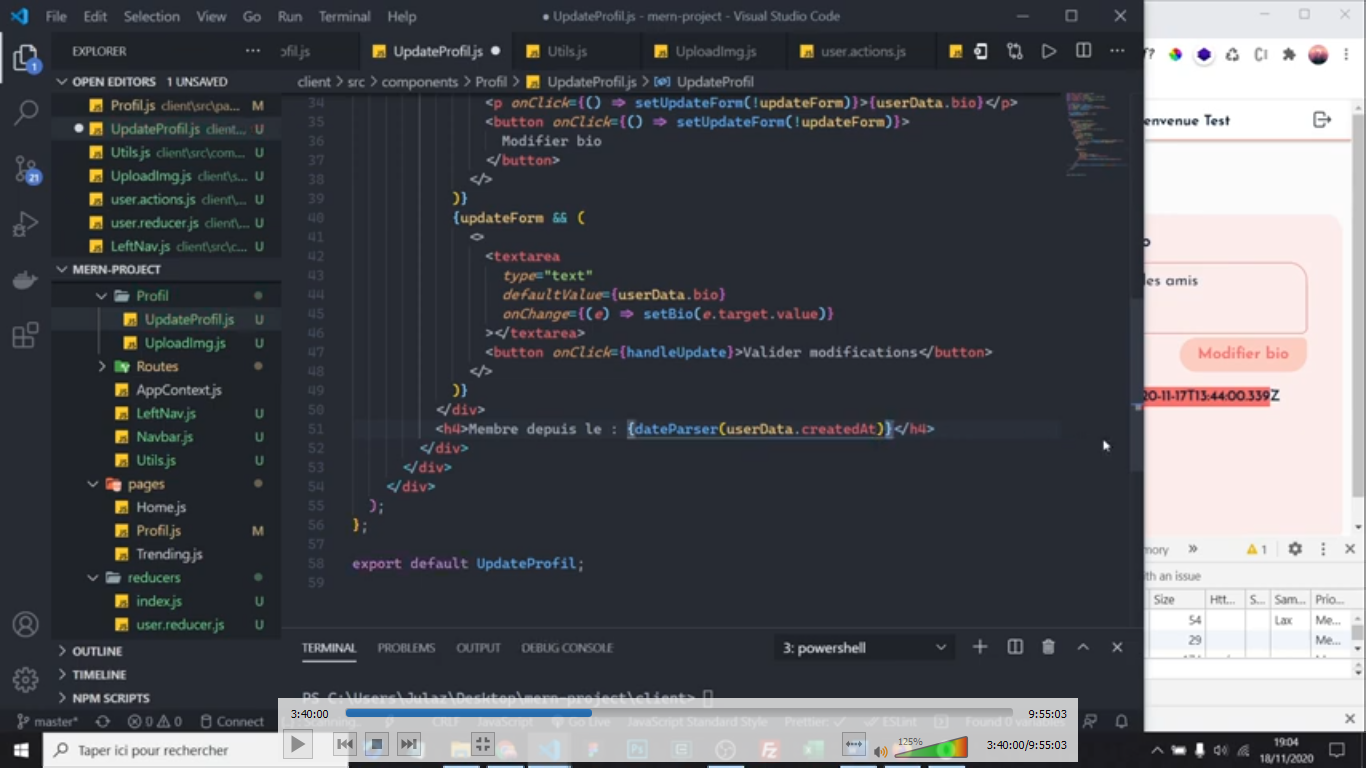 File Edit Selection View Go Run Terminal Help
● UpdateProfil.js - mern-project - Visual Studio Code
EXPLORER
ofil.js UpdateProfil.js Utils.js UploadImg.js user.actions.js
OPEN EDITORS 1 UNSAVED
Profil.js client\src\pa... M
UpdateProfil.js client... U
Utils.js client\src\com... U
UploadImg.js client\s... U
user.actions.js client\... U
user.reducer.js client\... U
LeftNav.js client\src\c... U
MERN-PROJECT
Profil
UpdateProfil.js U
UploadImg.js U
Routes
AppContext.js
LeftNav.js U
Navbar.js U
Utils.js U
pages
Home.js
Profil.js M
Trending.js
reducers
index.js U
user.reducer.js U
OUTLINE
TIMELINE
NPM SCRIPTS
client > src > components > Profil > UpdateProfil.js > UpdateProfil
34 <p onClick={() => setUpdateForm(!updateForm)}>{userData.bio}</p>
35 <button onClick={() => setUpdateForm(!updateForm)}>
36 Modifier bio
37 </button>
38 </>
39 )}
40 {updateForm && (
41 <>
42 <textarea
43 type="text"
44 defaultValue={userData.bio}
45 onChange={(e) => setBio(e.target.value)}
46 ></textarea>
47 <button onClick={handleUpdate}>Valider modifications</button>
48 </>
49 )}
50 </div>
51 <h4>Membre depuis le : {dateParser(userData.createdAt)}</h4>
52 </div>
53 </div>
54 </div>
55 );
56 };
57
58 export default UpdateProfil;
59
TERMINAL PROBLEMS OUTPUT DEBUG CONSOLE
3: powershell
PS C:\Users\Julaz\Desktop\mern-project\client>
master* 0 0 Connect
CRLF JavaScript Go Live JavaScript Standard Style Prettier: ESLint Found 0 variables
1
21
envenue Test
o
les amis
Modifier bio
20-11-17T13:44:00.339Z
mory » 1
th an issue
Size Htt... S... Sam... Prio...
54 Lax Me...
29 Me...
Me...
3:40:00 9:55:03
125% 3:40:00/9:55:03
Taper ici pour rechercher
19:04
18/11/2020